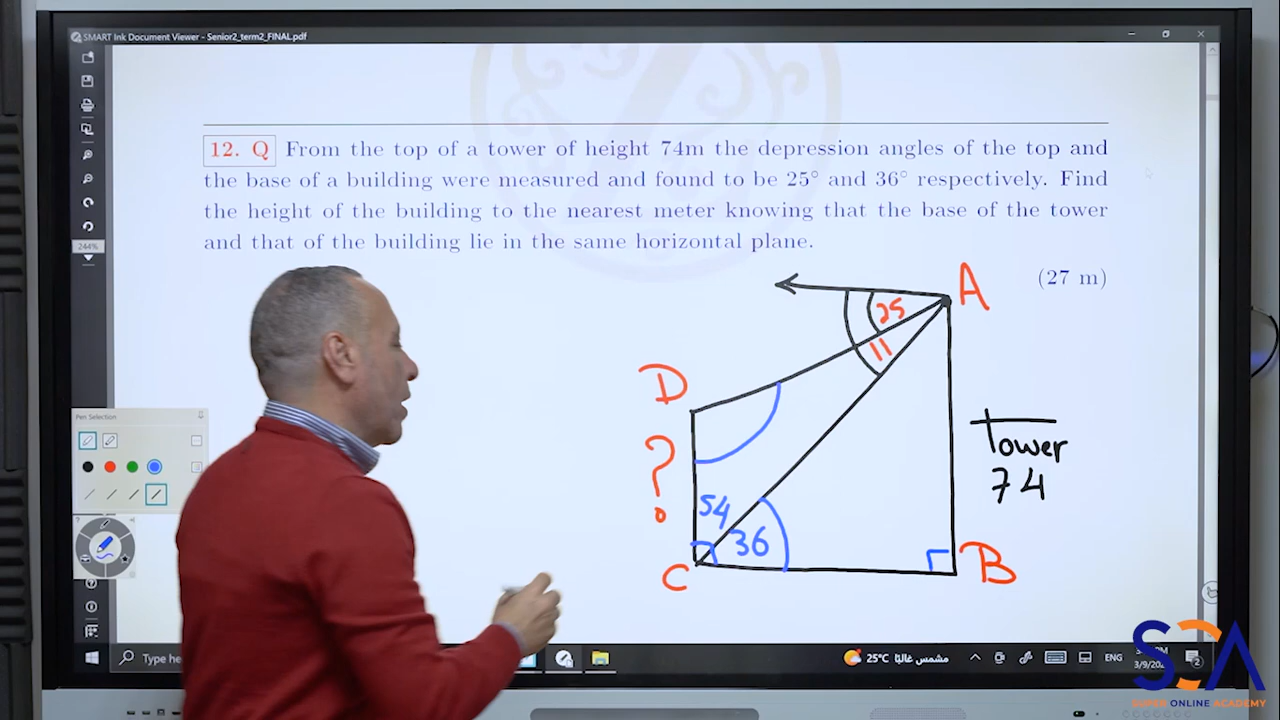 SMART Ink Document Viewer - Senior2_term2_FINAL.pdf
12. Q From the top of a tower of height 74m the depression angles of the top and
the base of a building were measured and found to be 25° and 36° respectively. Find
the height of the building to the nearest meter knowing that the base of the tower
and that of the building lie in the same horizontal plane.
(27 m)
244%
A
25
11
D
?
Tower
74
54
36
C
B
Pen Selection
Type he
25°C مشمس غالبًا
ENG
2
SUPER ONLINE ACADEMY